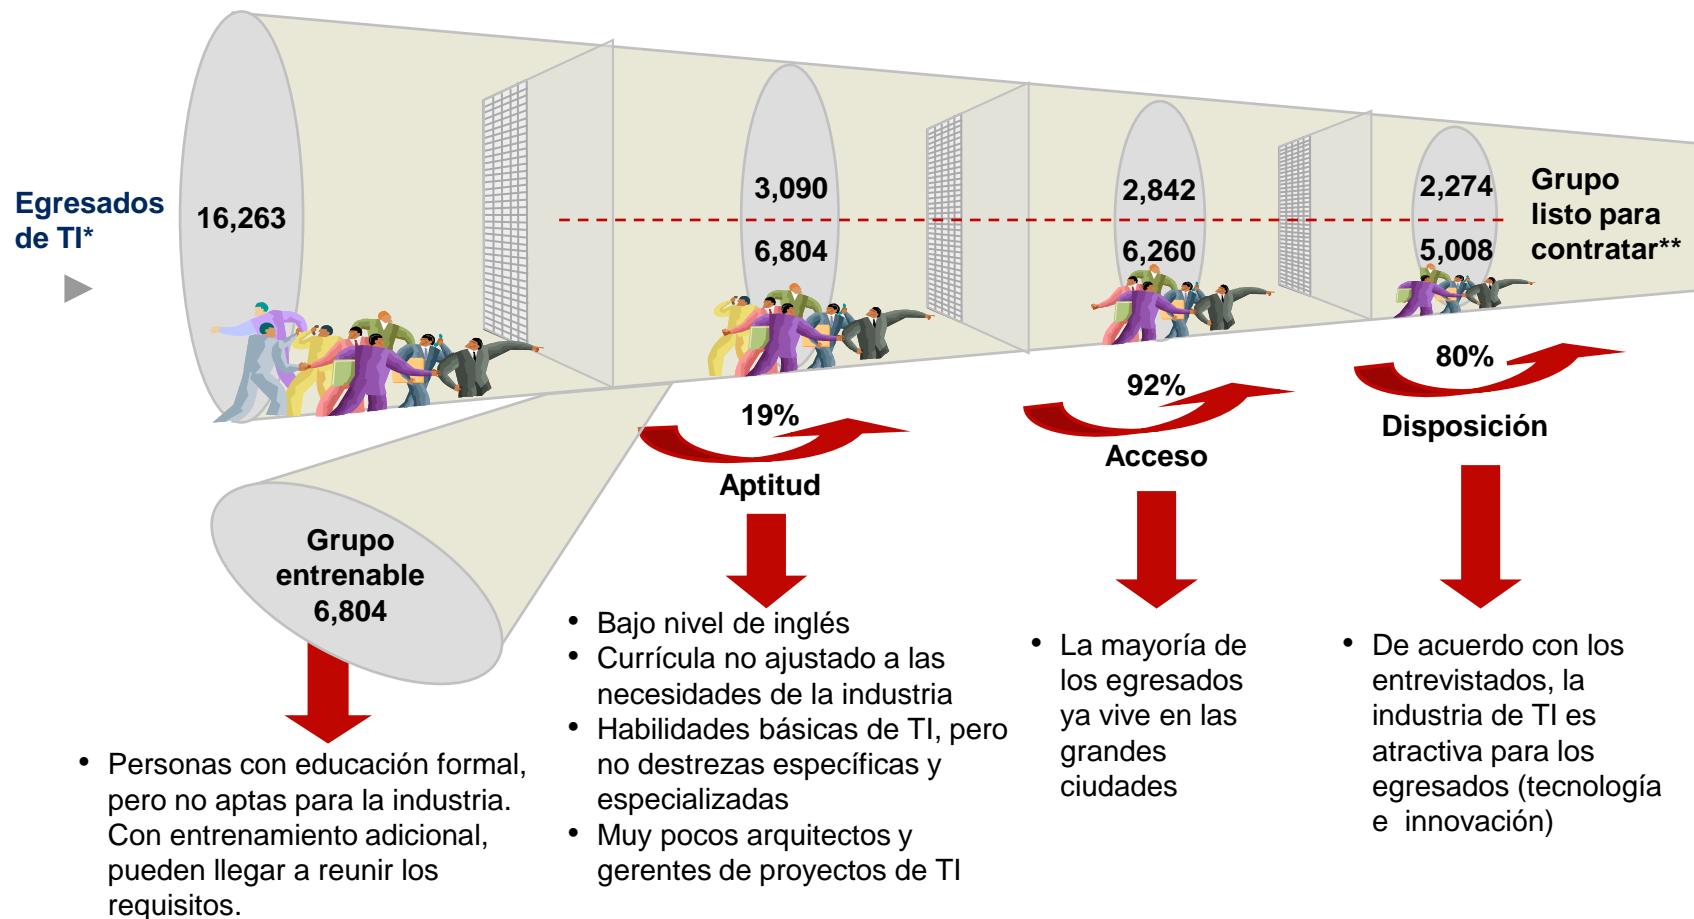 Egresados
de TI*
16,263
3,090
6,804
2,842
6,260
2,274
5,008
Grupo
listo para
contratar**
19%
Aptitud
92%
Acceso
80%
Disposición
Grupo
entrenable
6,804
• Personas con educación formal,
pero no aptas para la industria.
Con entrenamiento adicional,
pueden llegar a reunir los
requisitos.
• Bajo nivel de inglés
• Currícula no ajustado a las
necesidades de la industria
• Habilidades básicas de TI, pero
no destrezas específicas y
especializadas
• Muy pocos arquitectos y
gerentes de proyectos de TI
• La mayoría de
los egresados
ya vive en las
grandes
ciudades
• De acuerdo con los
entrevistados, la
industria de TI es
atractiva para los
egresados (tecnología
e innovación)